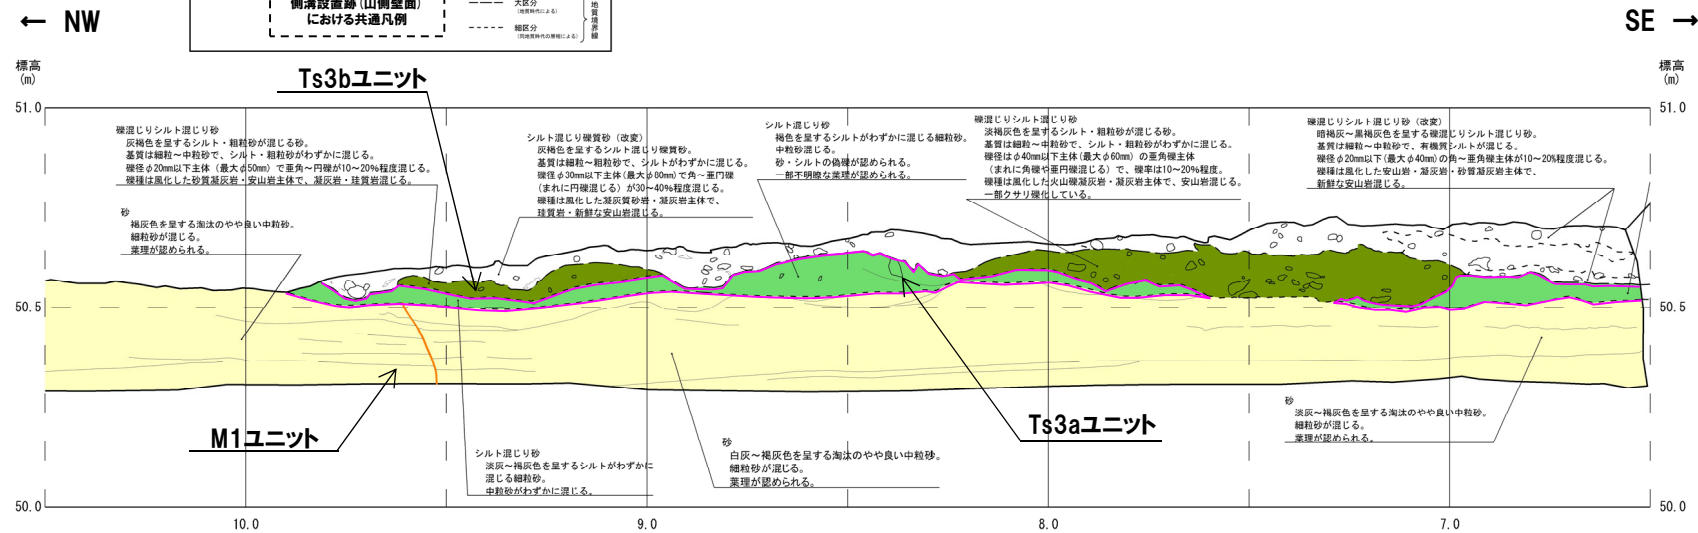 ← NW
側溝設置跡(山側壁面)
における共通凡例
大区分
(地質時代による)
細区分
(同地質時代の層相による)
地質境界線
SE →
標高
(m)
標高
(m)
Ts3bユニット
51.0
51.0
礫混じりシルト混じり砂
灰褐色を呈するシルト・粗粒砂が混じる砂。
基質は細粒～中粒砂で、シルト・粗粒砂がわずかに混じる。
礫径φ20mm以下主体(最大φ50mm)で亜角～円礫が10～20%程度混じる。
礫種は風化した砂質凝灰岩・安山岩主体で、凝灰岩・珪質岩混じる。
シルト混じり礫質砂(改変)
灰褐色を呈するシルト混じり礫質砂。
基質は細粒～粗粒砂で、シルトがわずかに混じる。
礫径φ30mm以下主体(最大φ80mm)で角～亜円礫
(まれに円礫混じる)が30～40%程度混じる。
礫種は風化した凝灰質砂岩・凝灰岩主体で、
珪質岩・新鮮な安山岩混じる。
シルト混じり砂
褐色を呈するシルトがわずかに混じる細粒砂。
中粒砂混じる。
砂・シルトの偽礫が認められる。
一部不明瞭な葉理が認められる。
礫混じりシルト混じり砂
淡褐灰色を呈するシルト・粗粒砂が混じる砂。
基質は細粒～中粒砂で、シルト・粗粒砂がわずかに混じる。
礫径はφ40mm以下主体(最大φ60mm)の亜角礫主体
(まれに角礫や亜円礫混じる)で、礫率は10～20%程度。
礫種は風化した火山礫凝灰岩・凝灰岩主体で、安山岩混じる。
一部クサリ礫化している。
礫混じりシルト混じり砂(改変)
暗褐灰～黒褐灰色を呈する礫混じりシルト混じり砂。
基質は細粒～中粒砂で、有機質シルトが混じる。
礫径φ20mm以下(最大φ40mm)の角～亜角礫主体が10～20%程度混じる。
礫種は風化した安山岩・凝灰岩・砂質凝灰岩主体で、
新鮮な安山岩混じる。
砂
褐灰色を呈する淘汰のやや良い中粒砂。
細粒砂が混じる。
葉理が認められる。
50.5
50.5
M1ユニット
Ts3aユニット
シルト混じり砂
淡灰～褐灰色を呈するシルトがわずかに
混じる細粒砂。
中粒砂がわずかに混じる。
砂
白灰～褐灰色を呈する淘汰のやや良い中粒砂。
細粒砂が混じる。
葉理が認められる。
砂
淡灰～褐灰色を呈する淘汰のやや良い中粒砂。
細粒砂が混じる。
葉理が認められる。
50.0
50.0
10.0
9.0
8.0
7.0